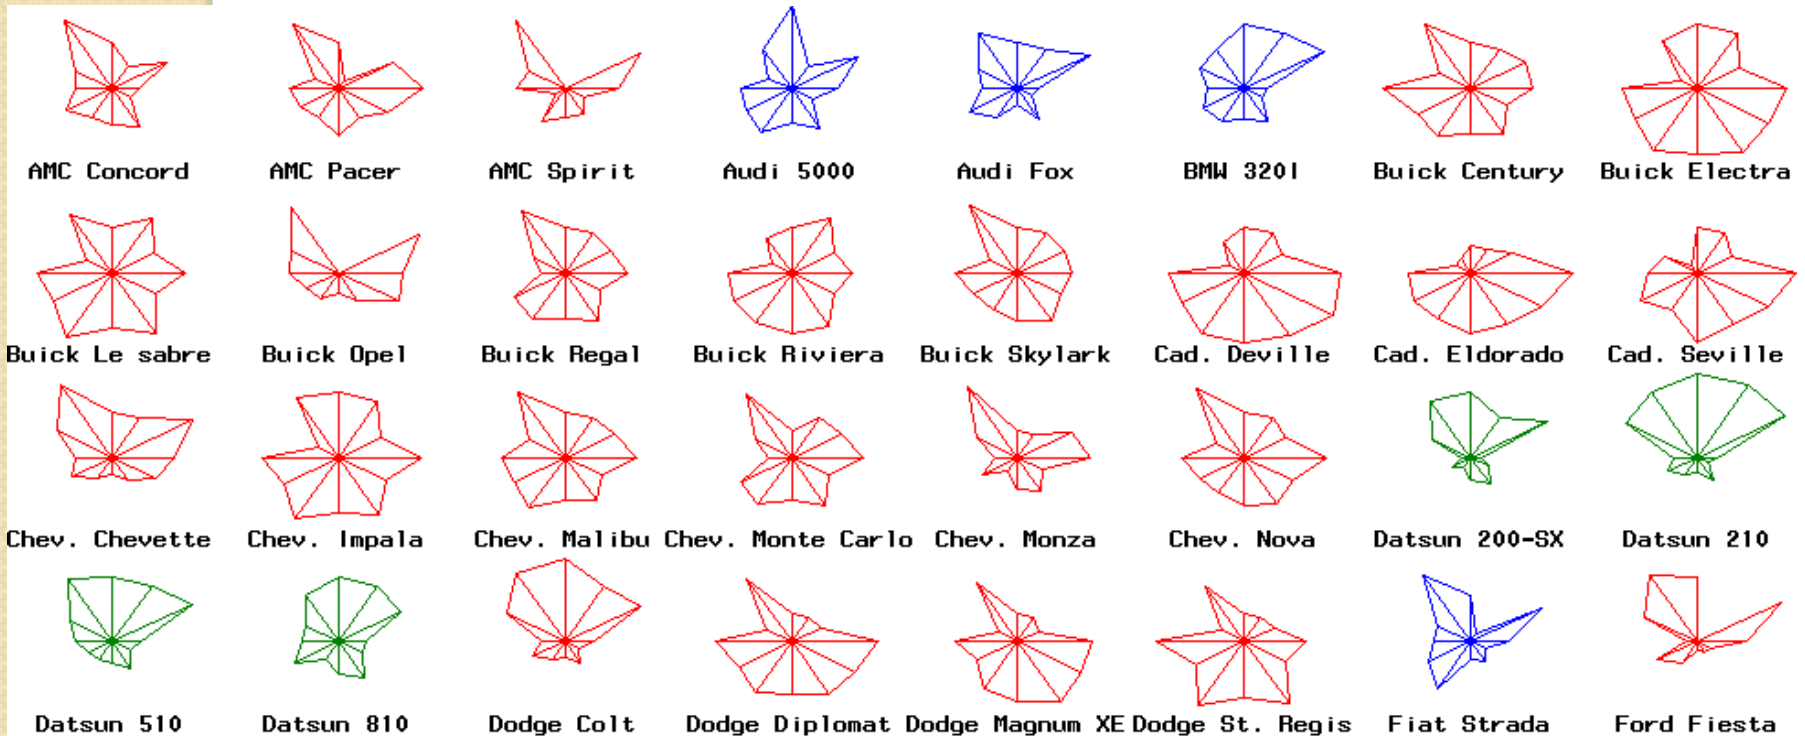 AMC Concord AMC Pacer AMC Spirit Audi 5000 Audi Fox BMW 320I Buick Century Buick Electra
Buick Le sabre Buick Opel Buick Regal Buick Riviera Buick Skylark Cad. Deville Cad. Eldorado Cad. Seville
Chev. Chevette Chev. Impala Chev. Malibu Chev. Monte Carlo Chev. Monza Chev. Nova Datsun 200-SX Datsun 210
Datsun 510 Datsun 810 Dodge Colt Dodge Diplomat Dodge Magnum XE Dodge St. Regis Fiat Strada Ford Fiesta